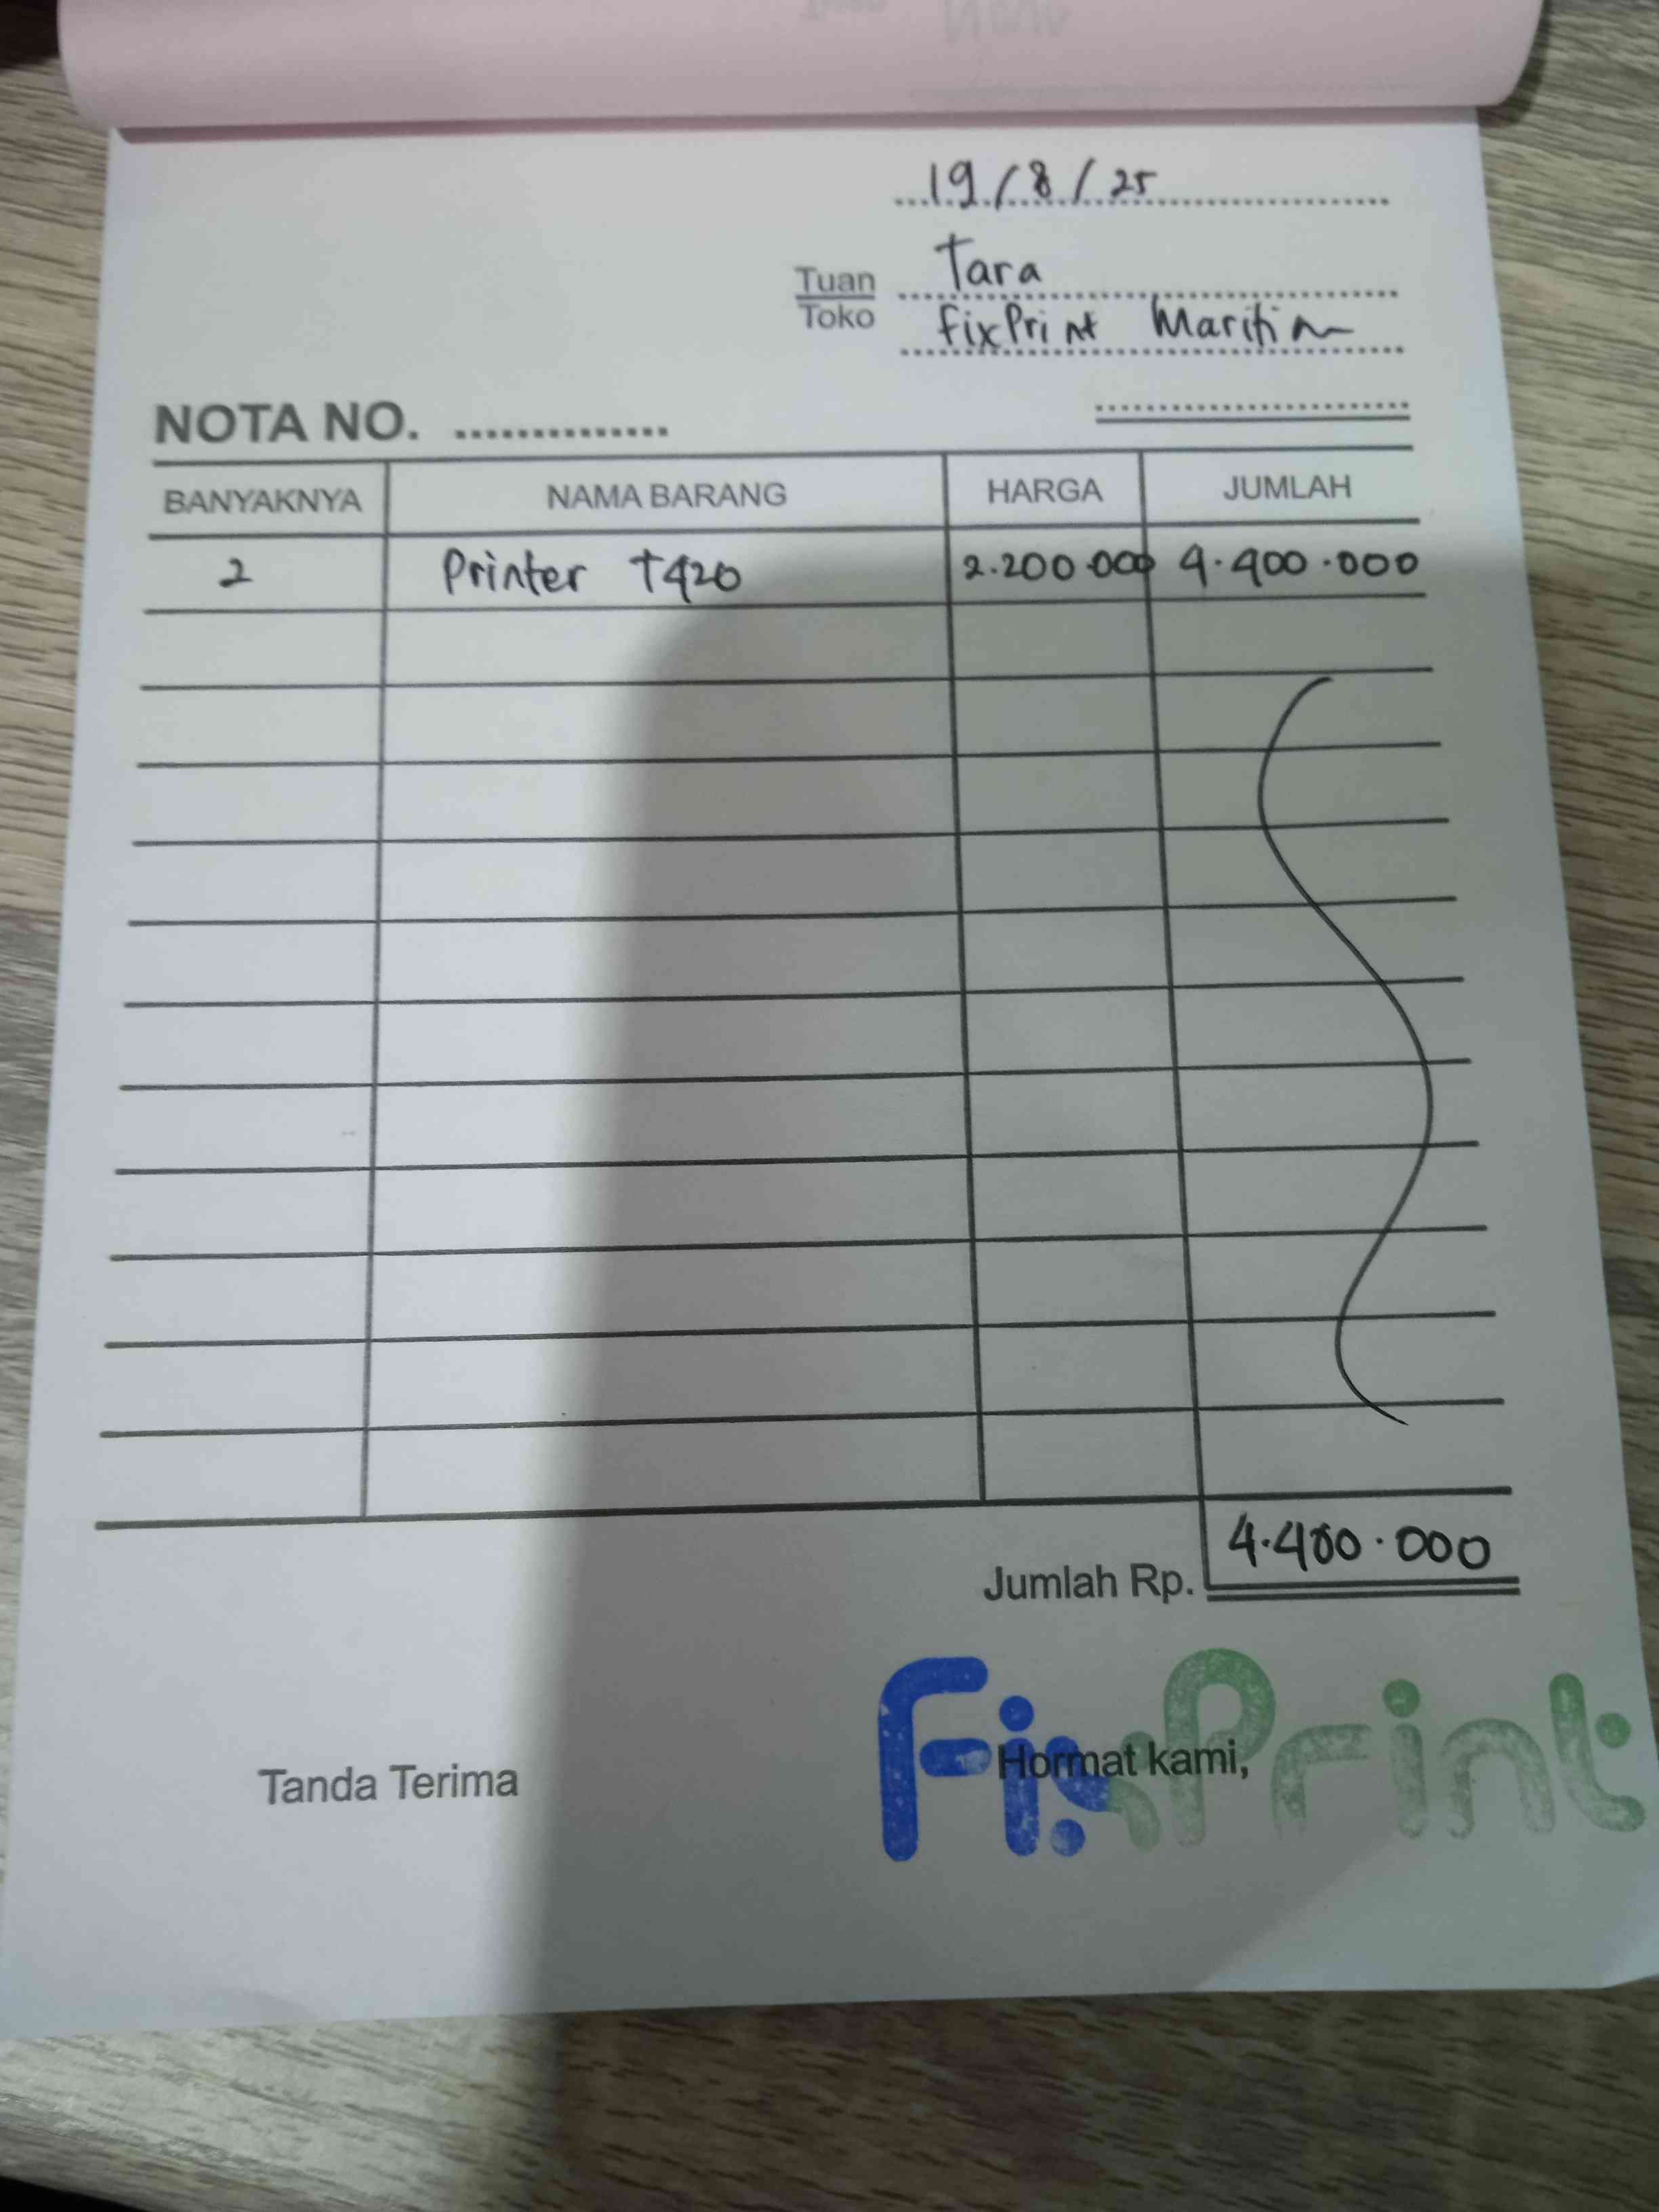 19/8/25
Tuan Tara
Toko FixPrint Maritim
NOTA NO. ..............
BANYAKNYA NAMA BARANG HARGA JUMLAH
2 Printer T420 2.200.000 4.400.000
Jumlah Rp. 4.400.000
Tanda Terima Hormat kami,
FixPrint